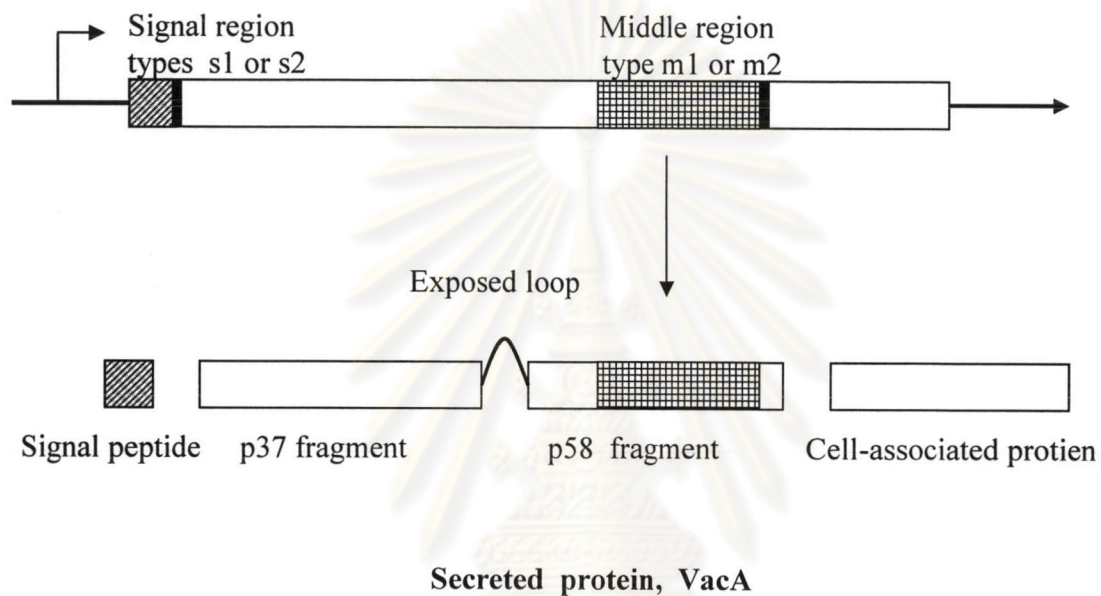 Signal region
types s1 or s2
Middle region
type m1 or m2
Exposed loop
Signal peptide
p37 fragment
p58 fragment
Cell-associated protien
Secreted protein, VacA